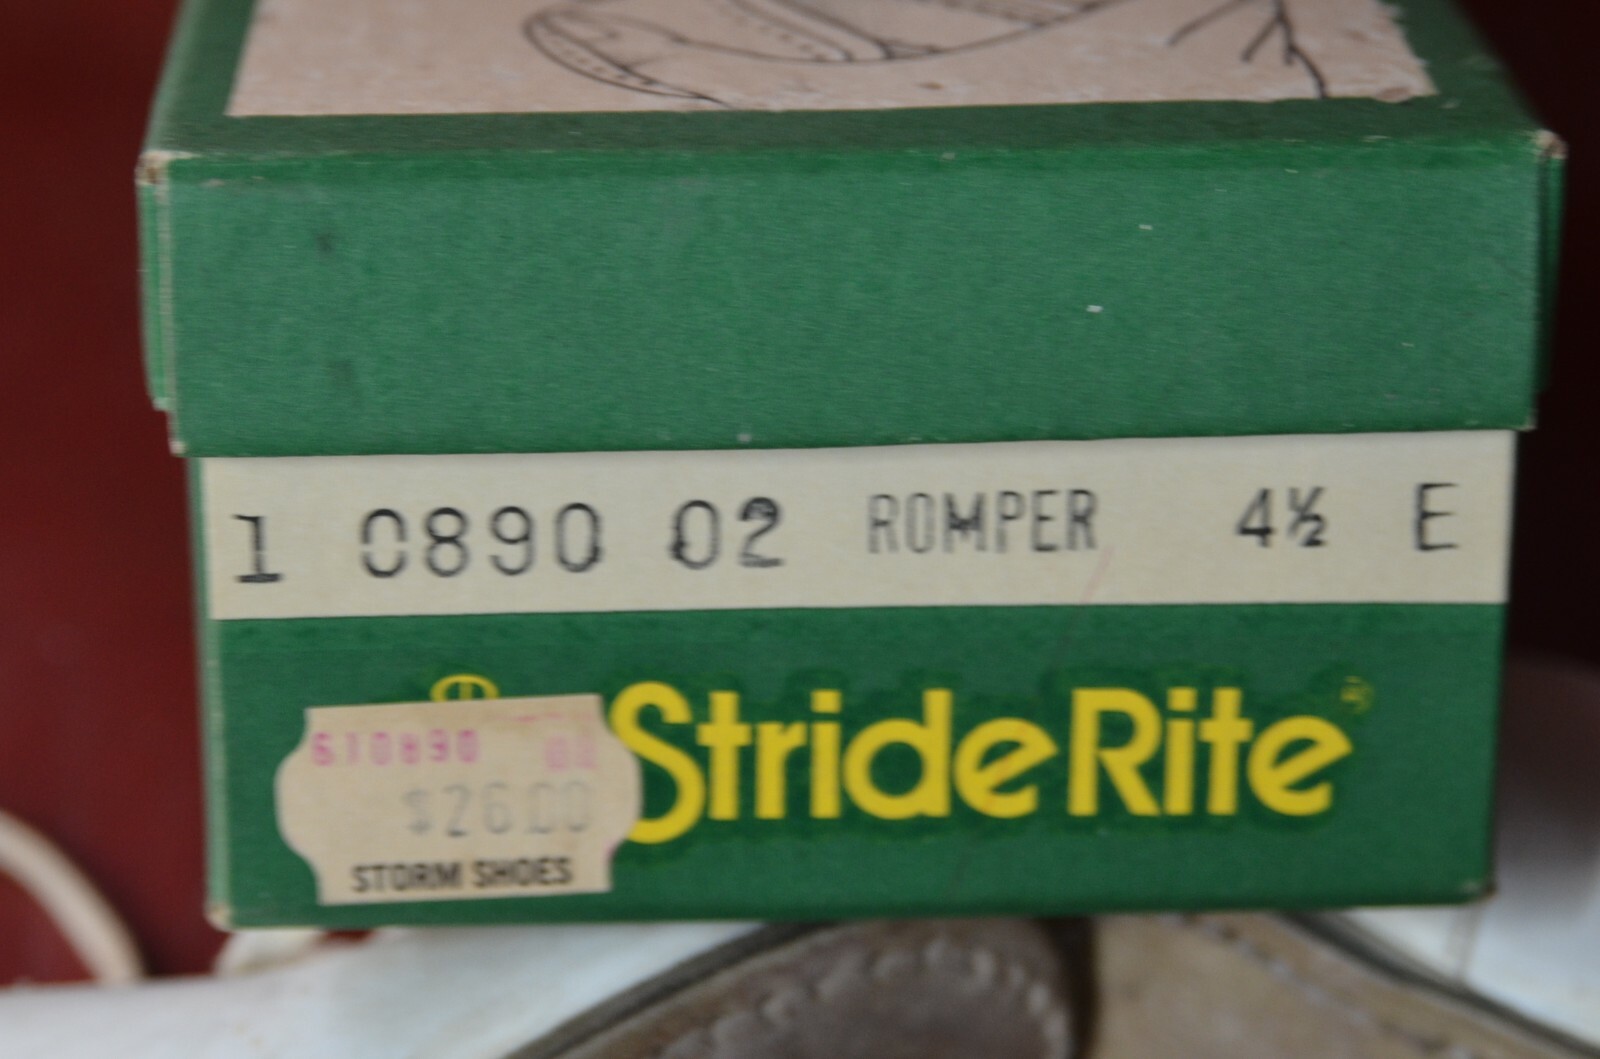 1 0890 02 ROMPER 4½ E
StrideRite®
610890
$26.00
STORM SHOES